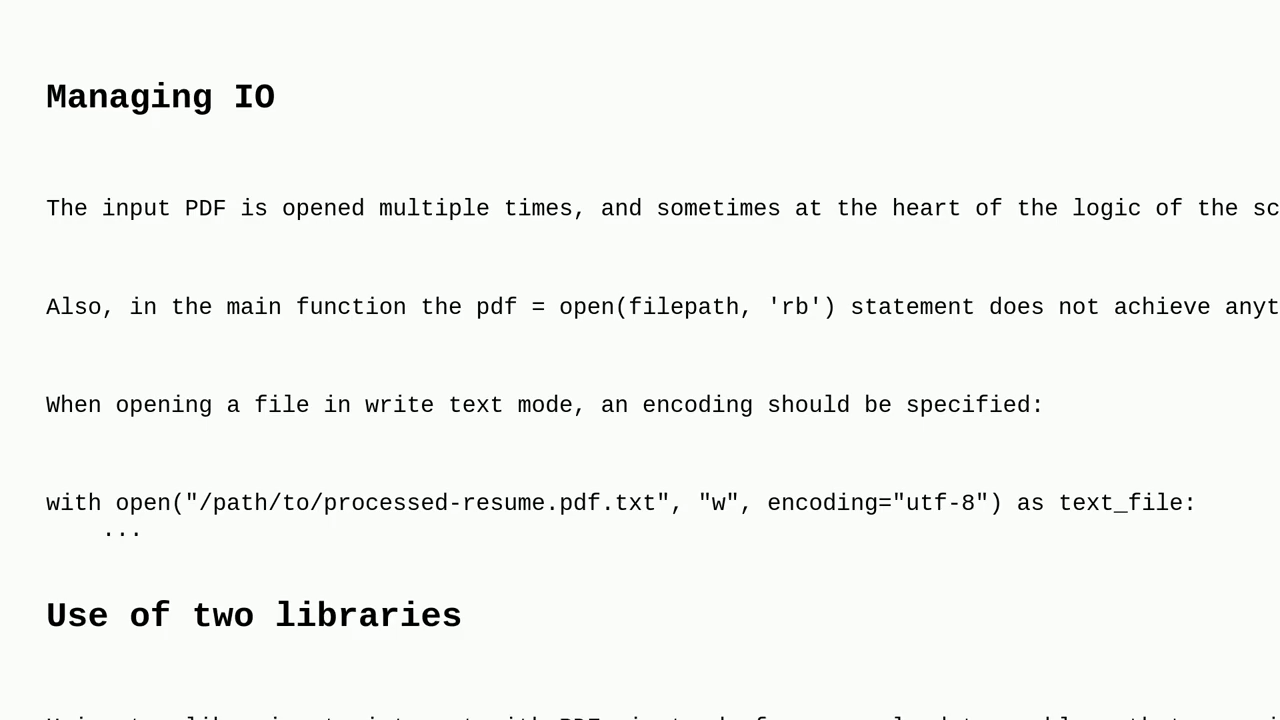 Managing IO
The input PDF is opened multiple times, and sometimes at the heart of the logic of the sc
Also, in the main function the pdf = open(filepath, 'rb') statement does not achieve anyt
When opening a file in write text mode, an encoding should be specified:
with open("/path/to/processed-resume.pdf.txt", "w", encoding="utf-8") as text_file:
    ...
Use of two libraries